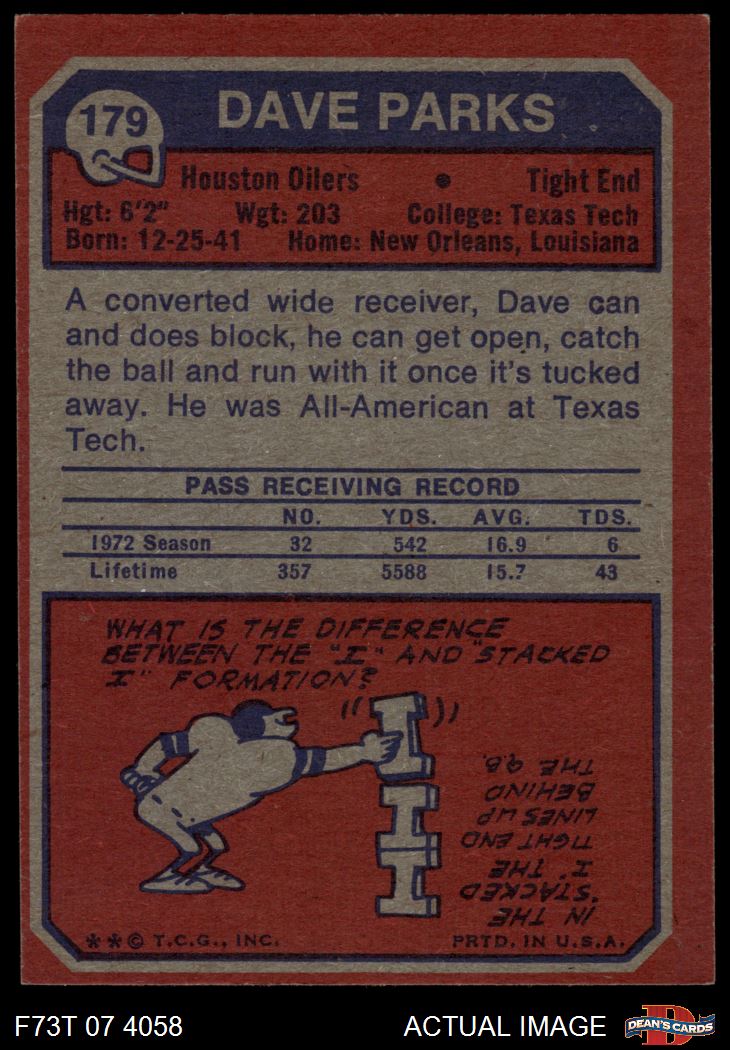 179
DAVE PARKS
Houston Oilers • Tight End
Hgt: 6'2" Wgt: 203 College: Texas Tech
Born: 12-25-41 Home: New Orleans, Louisiana
A converted wide receiver, Dave can
and does block, he can get open, catch
the ball and run with it once it's tucked
away. He was All-American at Texas
Tech.
PASS RECEIVING RECORD
NO. YDS. AVG. TDS.
1972 Season 32 542 16.9 6
Lifetime 357 5588 15.7 43
WHAT IS THE DIFFERENCE
BETWEEN THE "I" AND "STACKED
I" FORMATION?
I
I
I
IN THE
"STACKED
I", THE
TIGHT END
LINES UP
BEHIND
THE Q.B.
**© T.C.G., INC. PRTD. IN U.S.A.
F73T 07 4058 ACTUAL IMAGE
D
DEAN'S CARDS